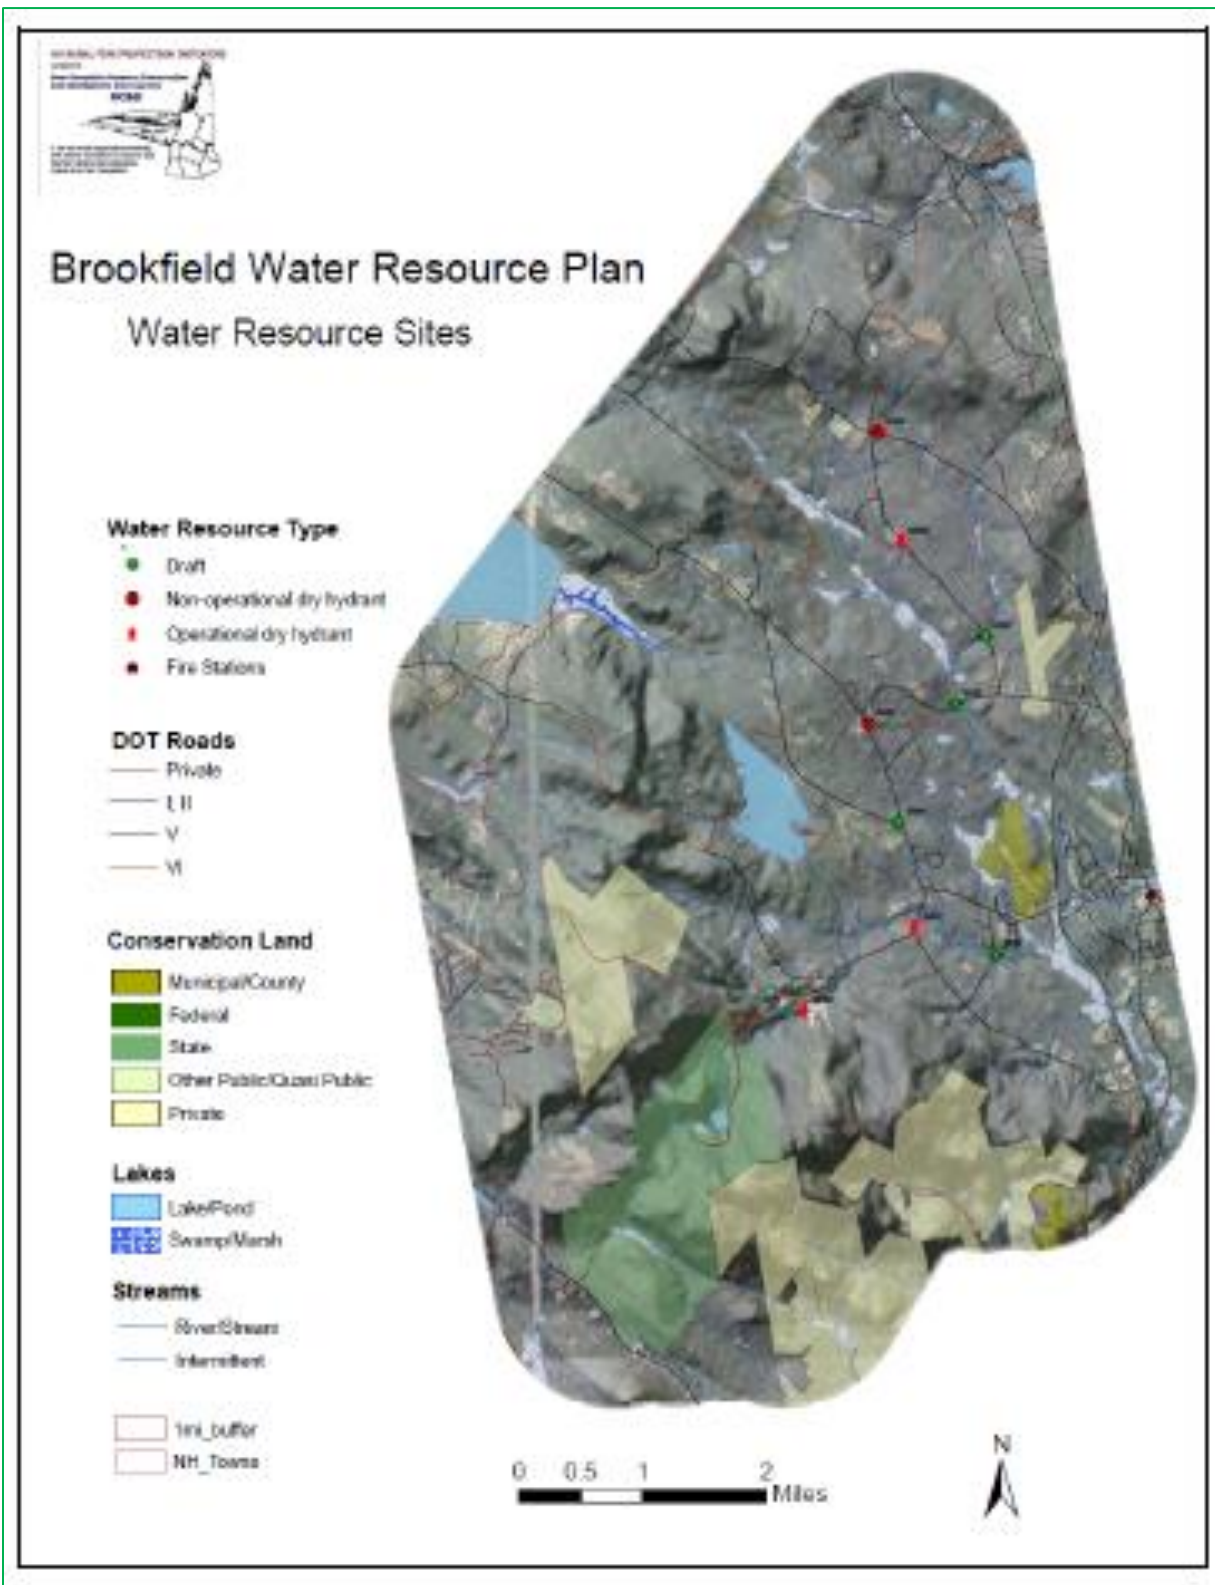 Brookfield Water Resource Plan
Water Resource Sites
Water Resource Type
Draft
Non-operational dry hydrant
Operational dry hydrant
Fire Stations
DOT Roads
Private
I, II
V
VI
Conservation Land
Municipal/County
Federal
State
Other Public/Quasi Public
Private
Lakes
Lake/Pond
Swamp/Marsh
Streams
River/Stream
Intermittent
1mi_buffer
NH_Towns
0 0.5 1 2
Miles
N